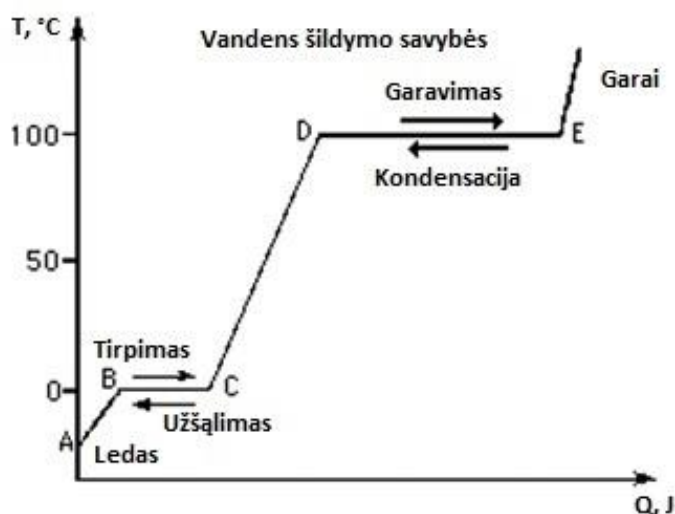 T, °C
Vandens šildymo savybės
Garai
Garavimas
D
100
E
Kondensacija
50
Tirpimas
B
0
C
Užšąlimas
A
Ledas
Q, J